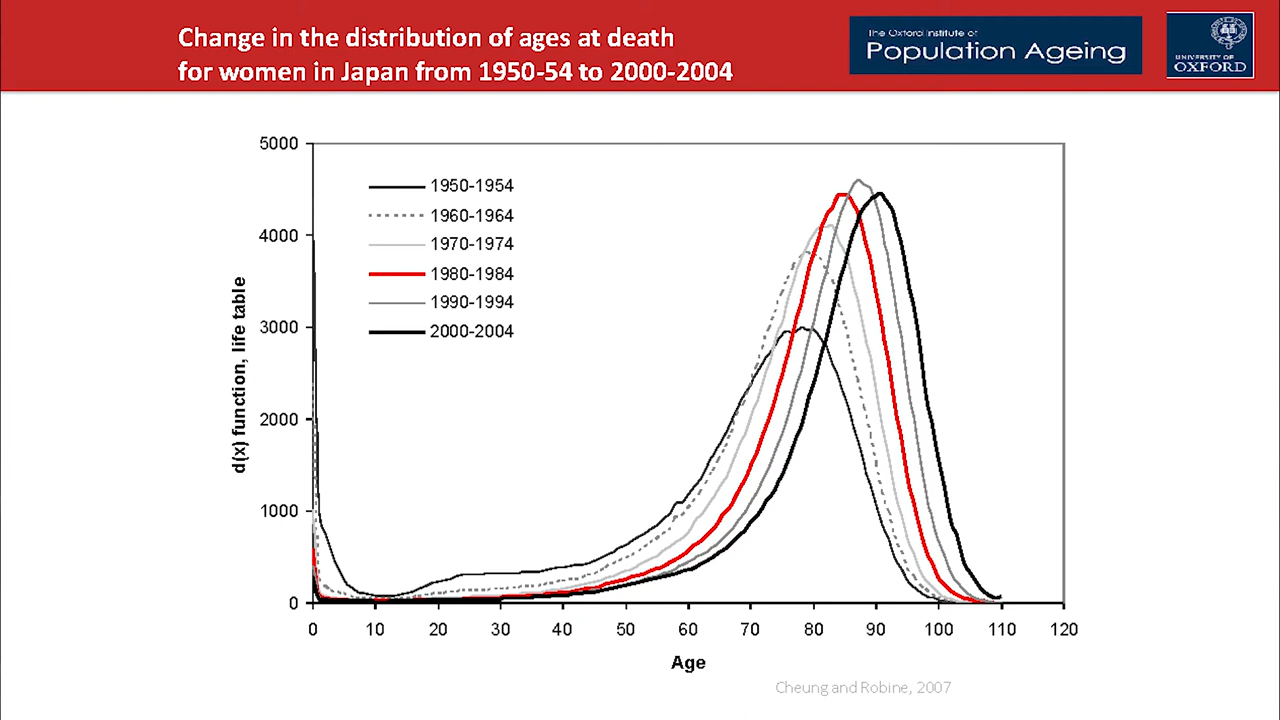 Change in the distribution of ages at death
for women in Japan from 1950-54 to 2000-2004
The Oxford Institute of
Population Ageing
UNIVERSITY OF
OXFORD
5000
4000
3000
2000
1000
0
d(x) function, life table
1950-1954
1960-1964
1970-1974
1980-1984
1990-1994
2000-2004
0 10 20 30 40 50 60 70 80 90 100 110 120
Age
Cheung and Robine, 2007